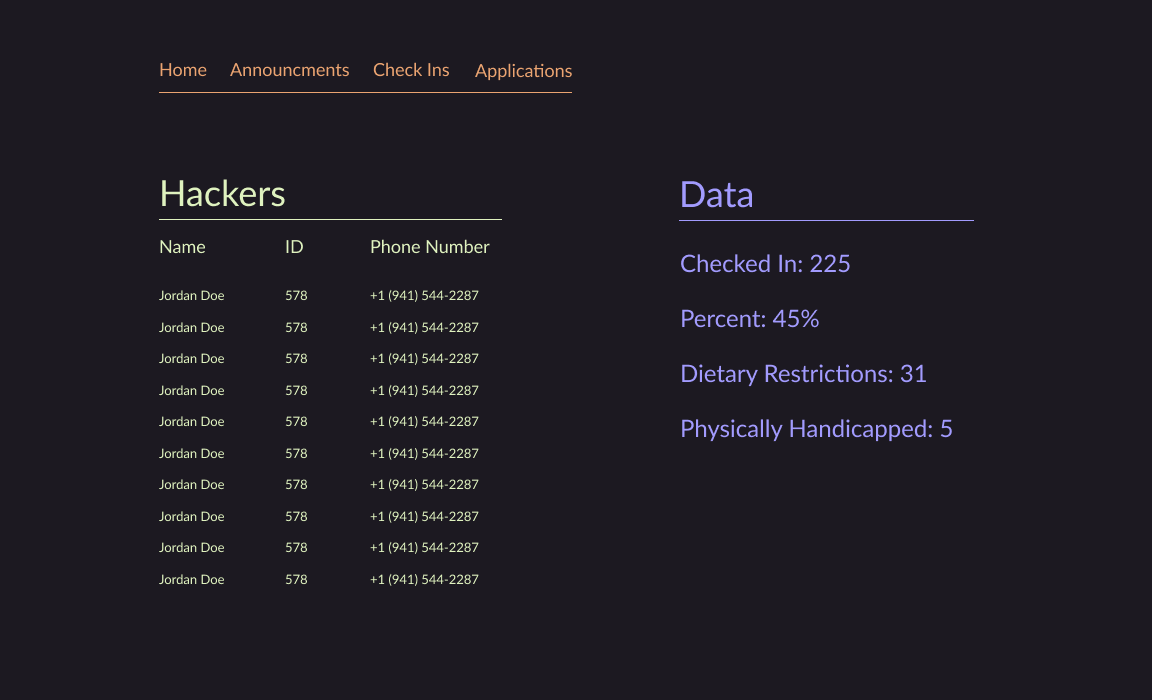 Home Announcments Check Ins Applications
Hackers
Name ID Phone Number
Jordan Doe 578 +1 (941) 544-2287
Jordan Doe 578 +1 (941) 544-2287
Jordan Doe 578 +1 (941) 544-2287
Jordan Doe 578 +1 (941) 544-2287
Jordan Doe 578 +1 (941) 544-2287
Jordan Doe 578 +1 (941) 544-2287
Jordan Doe 578 +1 (941) 544-2287
Jordan Doe 578 +1 (941) 544-2287
Jordan Doe 578 +1 (941) 544-2287
Jordan Doe 578 +1 (941) 544-2287
Data
Checked In: 225
Percent: 45%
Dietary Restrictions: 31
Physically Handicapped: 5